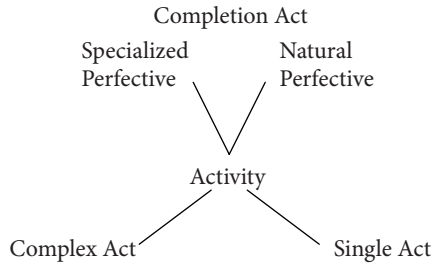 Completion Act
Specialized Natural
Perfective Perfective
Activity
Complex Act Single Act